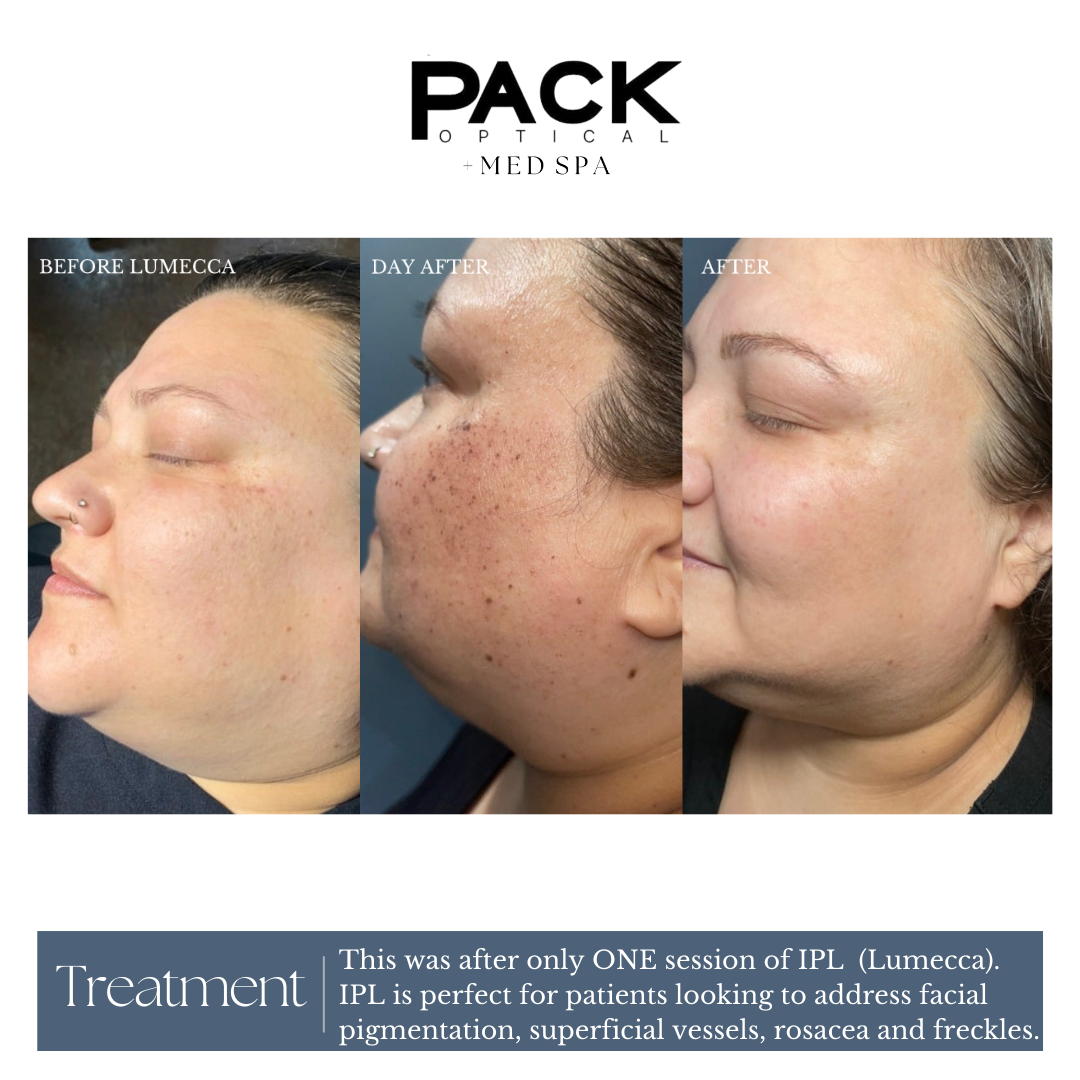 PACK
OPTICAL
+ MED SPA
BEFORE LUMECCA
DAY AFTER
AFTER
Treatment
This was after only ONE session of IPL (Lumecca).
IPL is perfect for patients looking to address facial
pigmentation, superficial vessels, rosacea and freckles.